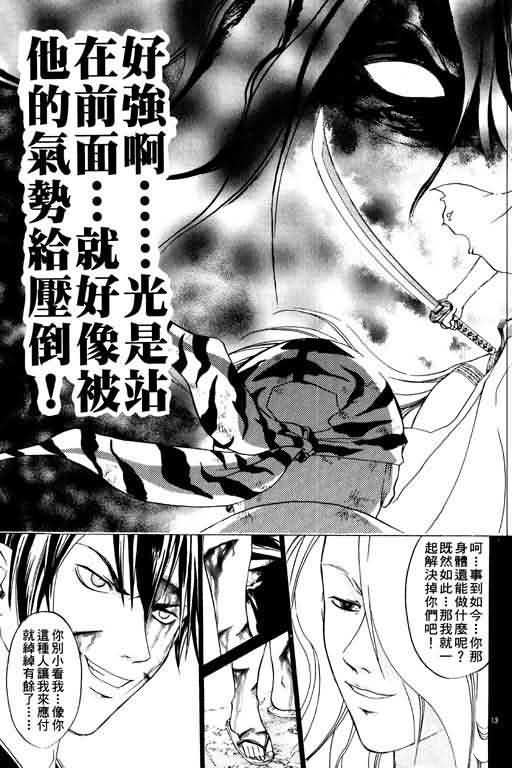 好強啊……光是站
在前面…就好像被
他的氣勢給壓倒！
呵…事到如今…你那
身體還能做什麼呢？
既然如此…那我就一
起解決掉你們吧！
你別小看我…像你
這種人讓我來應付
就綽綽有餘了……
13